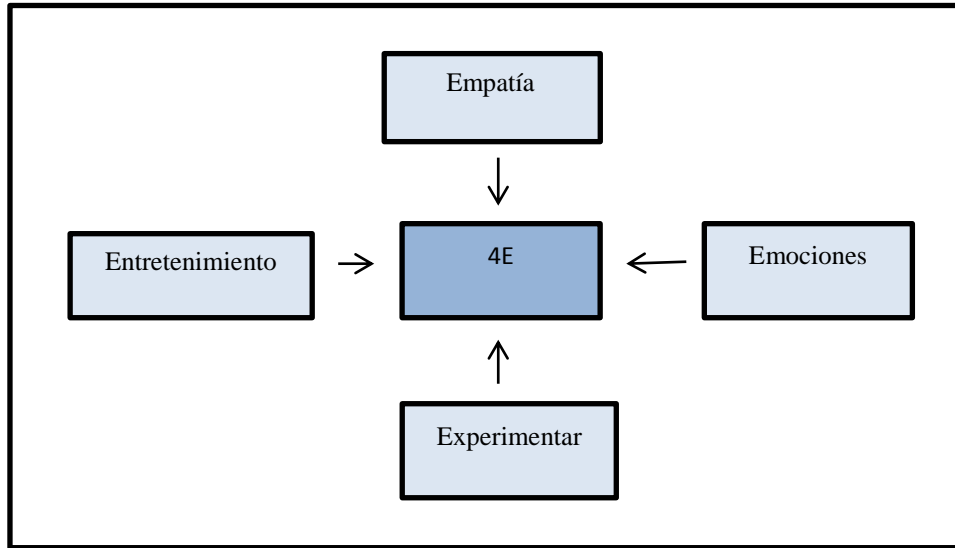 Empatía
Entretenimiento
4E
Emociones
Experimentar